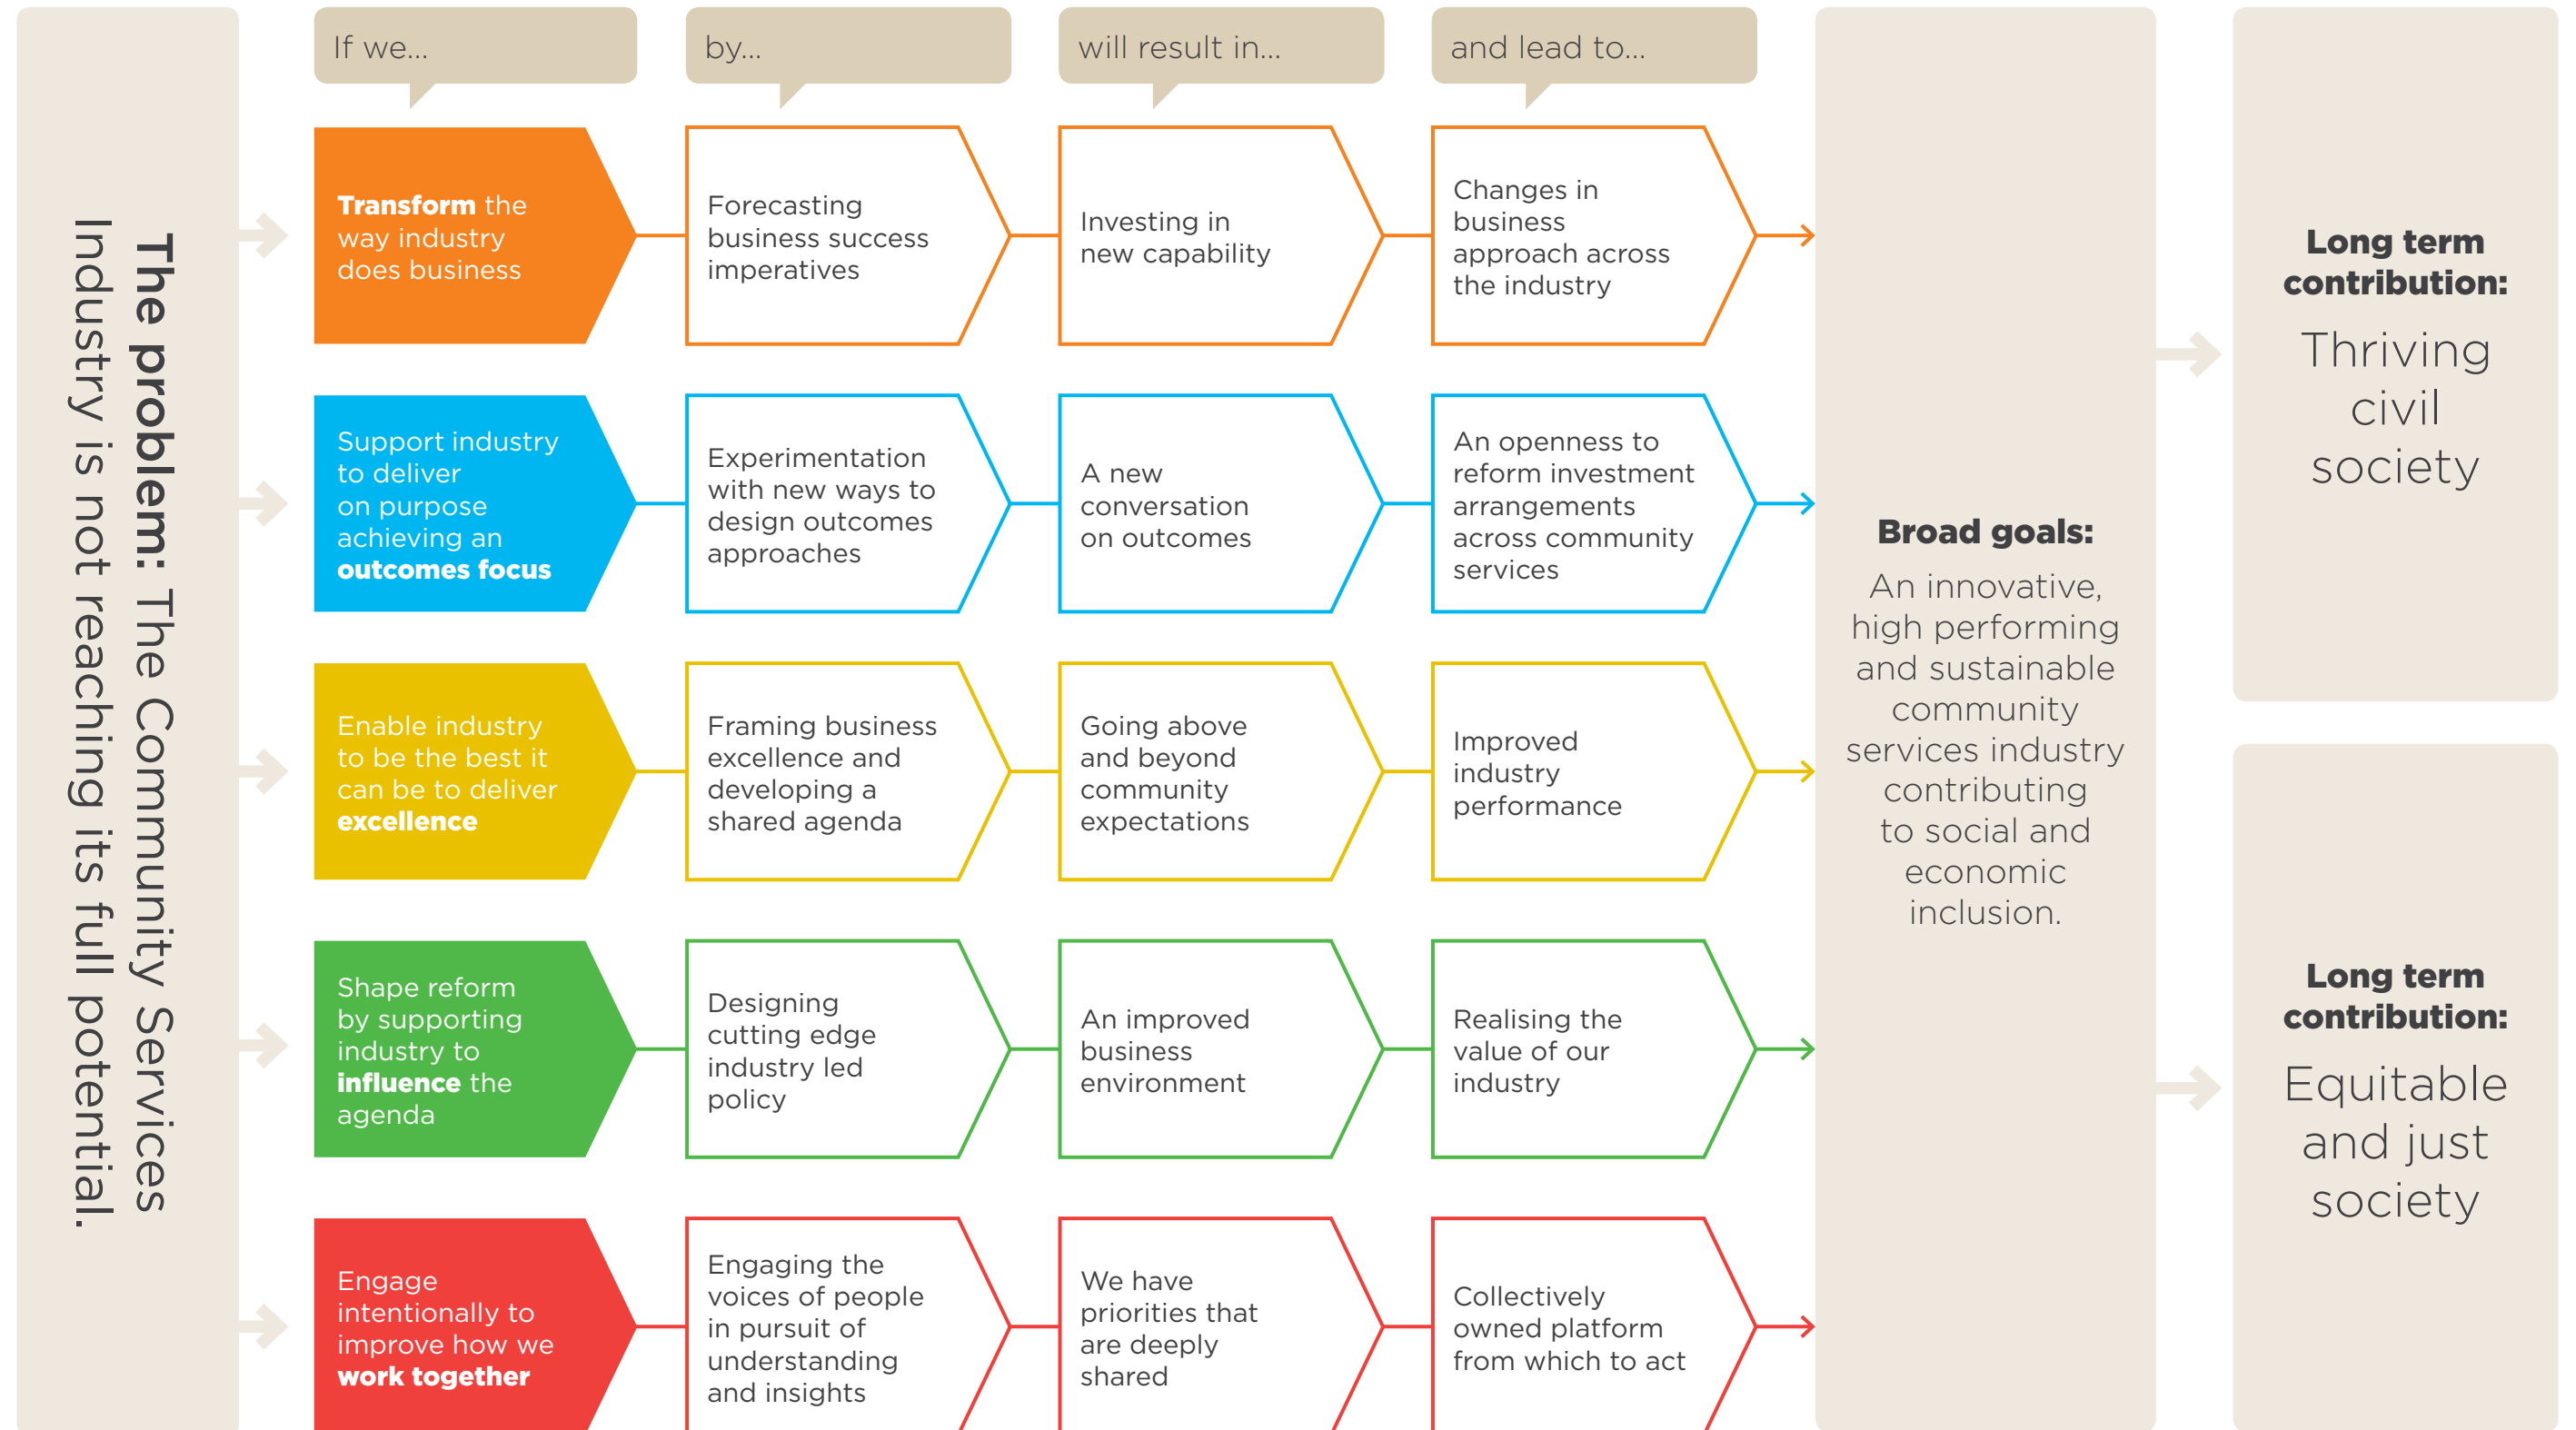 The problem: The Community Services
Industry is not reaching its full potential.
If we...
by...
will result in...
and lead to...
Transform the
way industry
does business
Forecasting
business success
imperatives
Investing in
new capability
Changes in
business
approach across
the industry
Support industry
to deliver
on purpose
achieving an
outcomes focus
Experimentation
with new ways to
design outcomes
approaches
A new
conversation
on outcomes
An openness to
reform investment
arrangements
across community
services
Enable industry
to be the best it
can be to deliver
excellence
Framing business
excellence and
developing a
shared agenda
Going above
and beyond
community
expectations
Improved
industry
performance
Shape reform
by supporting
industry to
influence the
agenda
Designing
cutting edge
industry led
policy
An improved
business
environment
Realising the
value of our
industry
Engage
intentionally to
improve how we
work together
Engaging the
voices of people
in pursuit of
understanding
and insights
We have
priorities that
are deeply
shared
Collectively
owned platform
from which to act
Broad goals:
An innovative,
high performing
and sustainable
community
services industry
contributing
to social and
economic
inclusion.
Long term
contribution:
Thriving
civil
society
Long term
contribution:
Equitable
and just
society